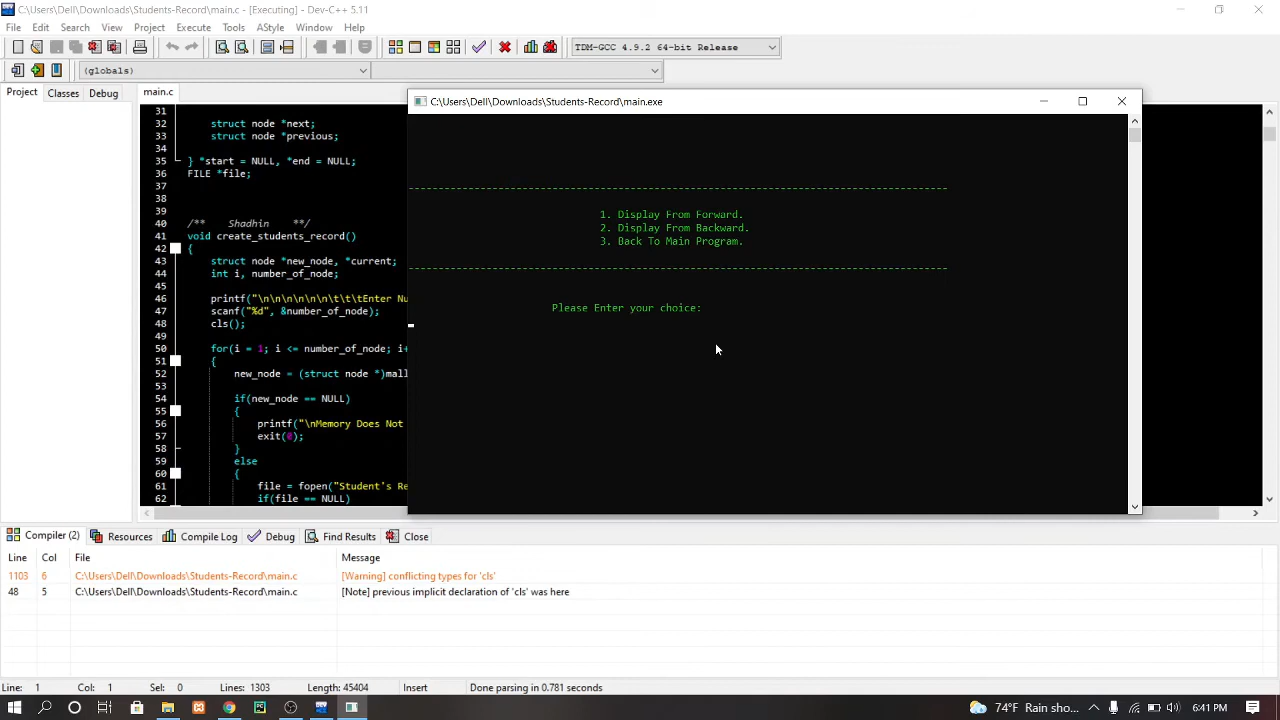 C:\Users\Dell\Downloads\Students-Record\main.c - [Executing] - Dev-C++ 5.11
File Edit Search View Project Execute Tools AStyle Window Help
TDM-GCC 4.9.2 64-bit Release
(globals)
Project Classes Debug main.c
C:\Users\Dell\Downloads\Students-Record\main.exe
31
32 struct node *next;
33 struct node *previous;
34
35 } *start = NULL, *end = NULL;
36 FILE *file;
37
38
39
40 /** Shadhin **/
41 void create_students_record()
42 {
43 struct node *new_node, *current;
44 int i, number_of_node;
45
46 printf("\n\n\n\n\n\n\t\t\tEnter Nu
47 scanf("%d", &number_of_node);
48 cls();
49
50 for(i = 1; i <= number_of_node; i+
51 {
52 new_node = (struct node *)mall
53
54 if(new_node == NULL)
55 {
56 printf("\nMemory Does Not
57 exit(0);
58 }
59 else
60 {
61 file = fopen("Student's Re
62 if(file == NULL)
------------------------------------------------------------------------------------------
1. Display From Forward.
2. Display From Backward.
3. Back To Main Program.
------------------------------------------------------------------------------------------
Please Enter your choice:
Compiler (2) Resources Compile Log Debug Find Results Close
Line Col File Message
1103 6 C:\Users\Dell\Downloads\Students-Record\main.c [Warning] conflicting types for 'cls'
48 5 C:\Users\Dell\Downloads\Students-Record\main.c [Note] previous implicit declaration of 'cls' was here
Line: 1 Col: 1 Sel: 0 Lines: 1303 Length: 45404 Insert Done parsing in 0.781 seconds
74°F Rain sho... 6:41 PM